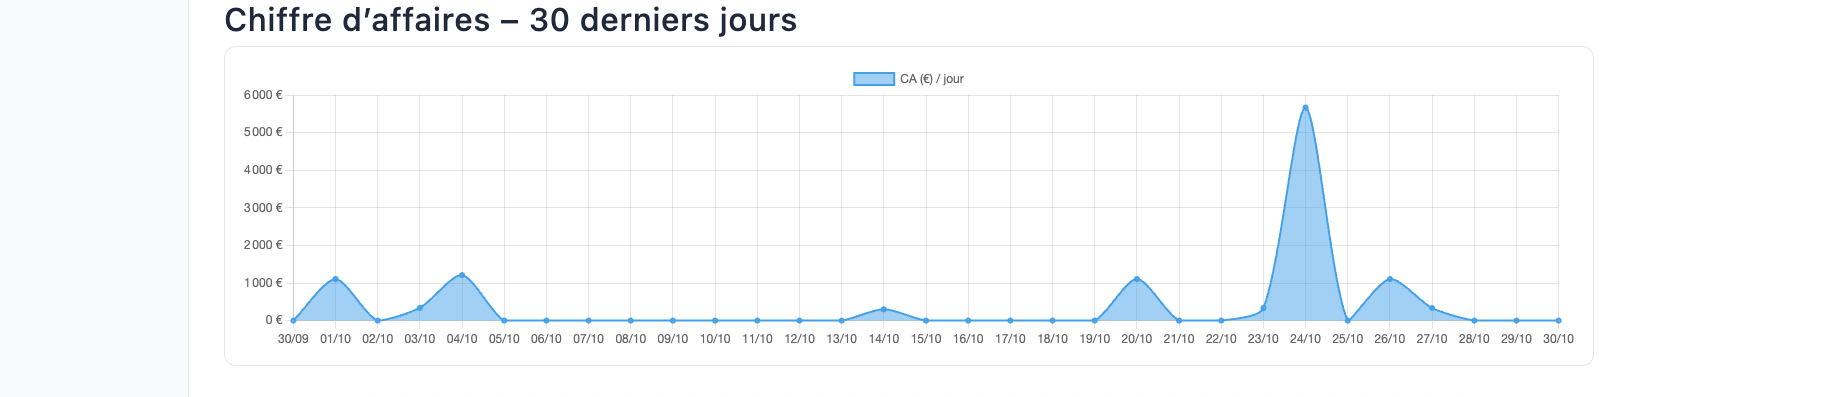 Chiffre d’affaires – 30 derniers jours
CA (€) / jour
6 000 €
5 000 €
4 000 €
3 000 €
2 000 €
1 000 €
0 €
30/09 01/10 02/10 03/10 04/10 05/10 06/10 07/10 08/10 09/10 10/10 11/10 12/10 13/10 14/10 15/10 16/10 17/10 18/10 19/10 20/10 21/10 22/10 23/10 24/10 25/10 26/10 27/10 28/10 29/10 30/10